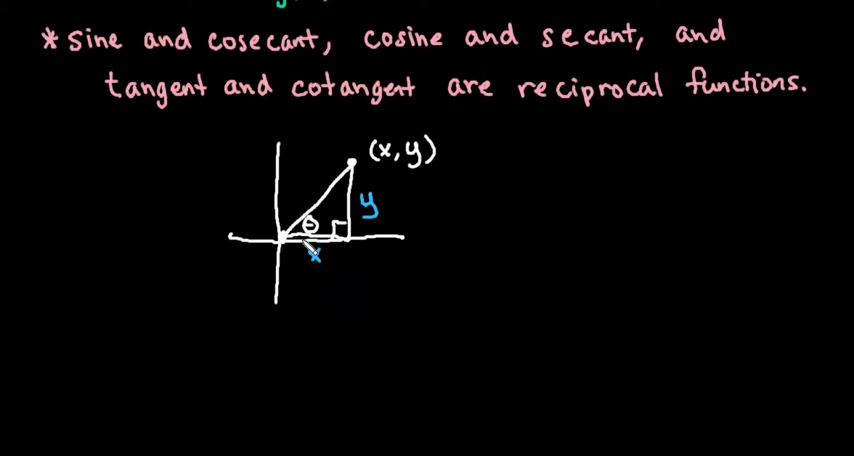 * Sine and cosecant, cosine and secant, and
tangent and cotangent are reciprocal functions.
(x, y)
y
θ
x